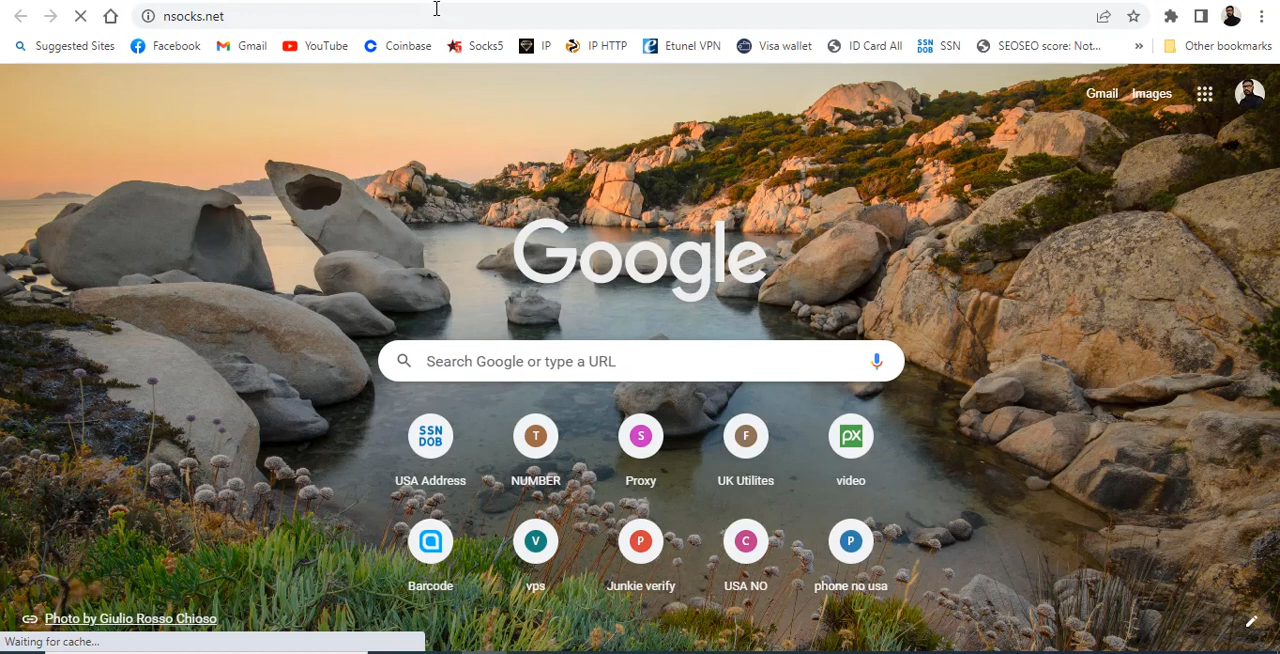 nsocks.net
Suggested Sites Facebook Gmail YouTube Coinbase Socks5 IP IP HTTP Etunel VPN Visa wallet ID Card All SSN DOB SSN SEOSEO score: Not... » Other bookmarks
Gmail Images
Google
Search Google or type a URL
SSN DOB T S F px
USA Address NUMBER Proxy UK Utilites video
V P C P
Barcode vps Junkie verify USA NO phone no usa
Photo by Giulio Rosso Chioso
Waiting for cache...